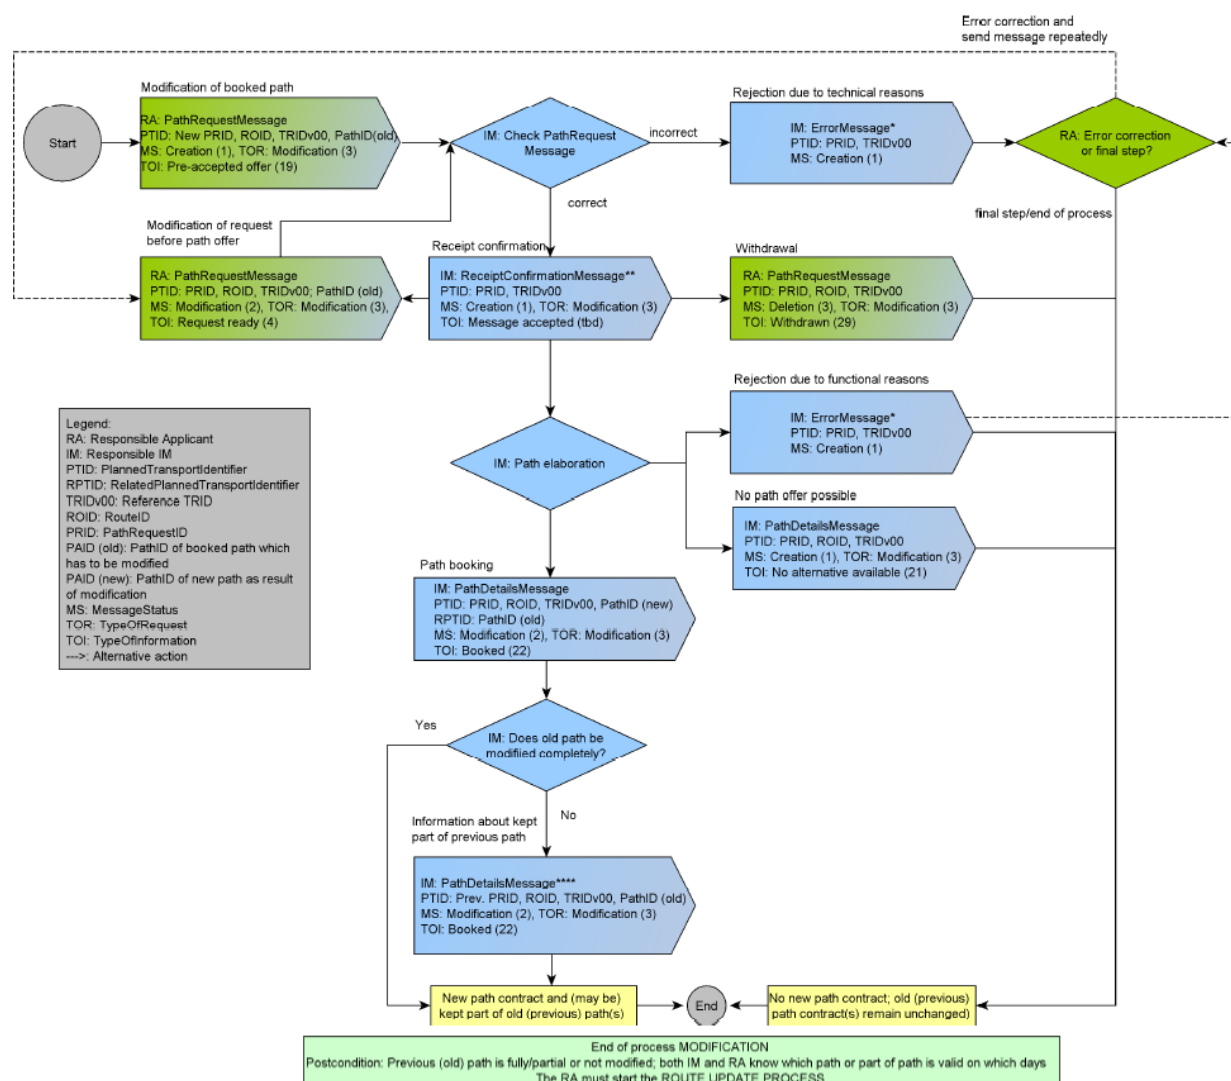 Error correction and
send message repeatedly
Modification of booked path
Rejection due to technical reasons
Start
RA: PathRequestMessage
PTID: New PRID, ROID, TRIDv00, PathID(old)
MS: Creation (1), TOR: Modification (3)
TOI: Pre-accepted offer (19)
IM: Check PathRequest
Message
incorrect
IM: ErrorMessage*
PTID: PRID, TRIDv00
MS: Creation (1)
RA: Error correction
or final step?
correct
final step/end of process
Modification of request
before path offer
Receipt confirmation
Withdrawal
RA: PathRequestMessage
PTID: PRID, ROID, TRIDv00; PathID (old)
MS: Modification (2), TOR: Modification (3),
TOI: Request ready (4)
IM: ReceiptConfirmationMessage**
PTID: PRID, TRIDv00
MS: Creation (1), TOR: Modification (3)
TOI: Message accepted (tbd)
RA: PathRequestMessage
PTID: PRID, ROID, TRIDv00
MS: Deletion (3), TOR: Modification (3)
TOI: Withdrawn (29)
Rejection due to functional reasons
IM: ErrorMessage*
PTID: PRID, TRIDv00
MS: Creation (1)
Legend:
RA: Responsible Applicant
IM: Responsible IM
PTID: PlannedTransportIdentifier
RPTID: RelatedPlannedTransportIdentifier
TRIDv00: Reference TRID
ROID: RouteID
PRID: PathRequestID
PAID (old): PathID of booked path which
has to be modified
PAID (new): PathID of new path as result
of modification
MS: MessageStatus
TOR: TypeOfRequest
TOI: TypeOfInformation
--->: Alternative action
IM: Path elaboration
No path offer possible
IM: PathDetailsMessage
PTID: PRID, ROID, TRIDv00
MS: Creation (1), TOR: Modification (3)
TOI: No alternative available (21)
Path booking
IM: PathDetailsMessage
PTID: PRID, ROID, TRIDv00, PathID (new)
RPTID: PathID (old)
MS: Modification (2), TOR: Modification (3)
TOI: Booked (22)
Yes
IM: Does old path be
modifiied completely?
No
Information about kept
part of previous path
IM: PathDetailsMessage****
PTID: Prev. PRID, ROID, TRIDv00, PathID (old)
MS: Modification (2), TOR: Modification (3)
TOI: Booked (22)
New path contract and (may be)
kept part of old (previous) path(s)
End
No new path contract; old (previous)
path contract(s) remain unchanged)
End of process MODIFICATION
Postcondition: Previous (old) path is fully/partial or not modified; both IM and RA know which path or part of path is valid on which days
The RA must start the ROUTE UPDATE PROCESS